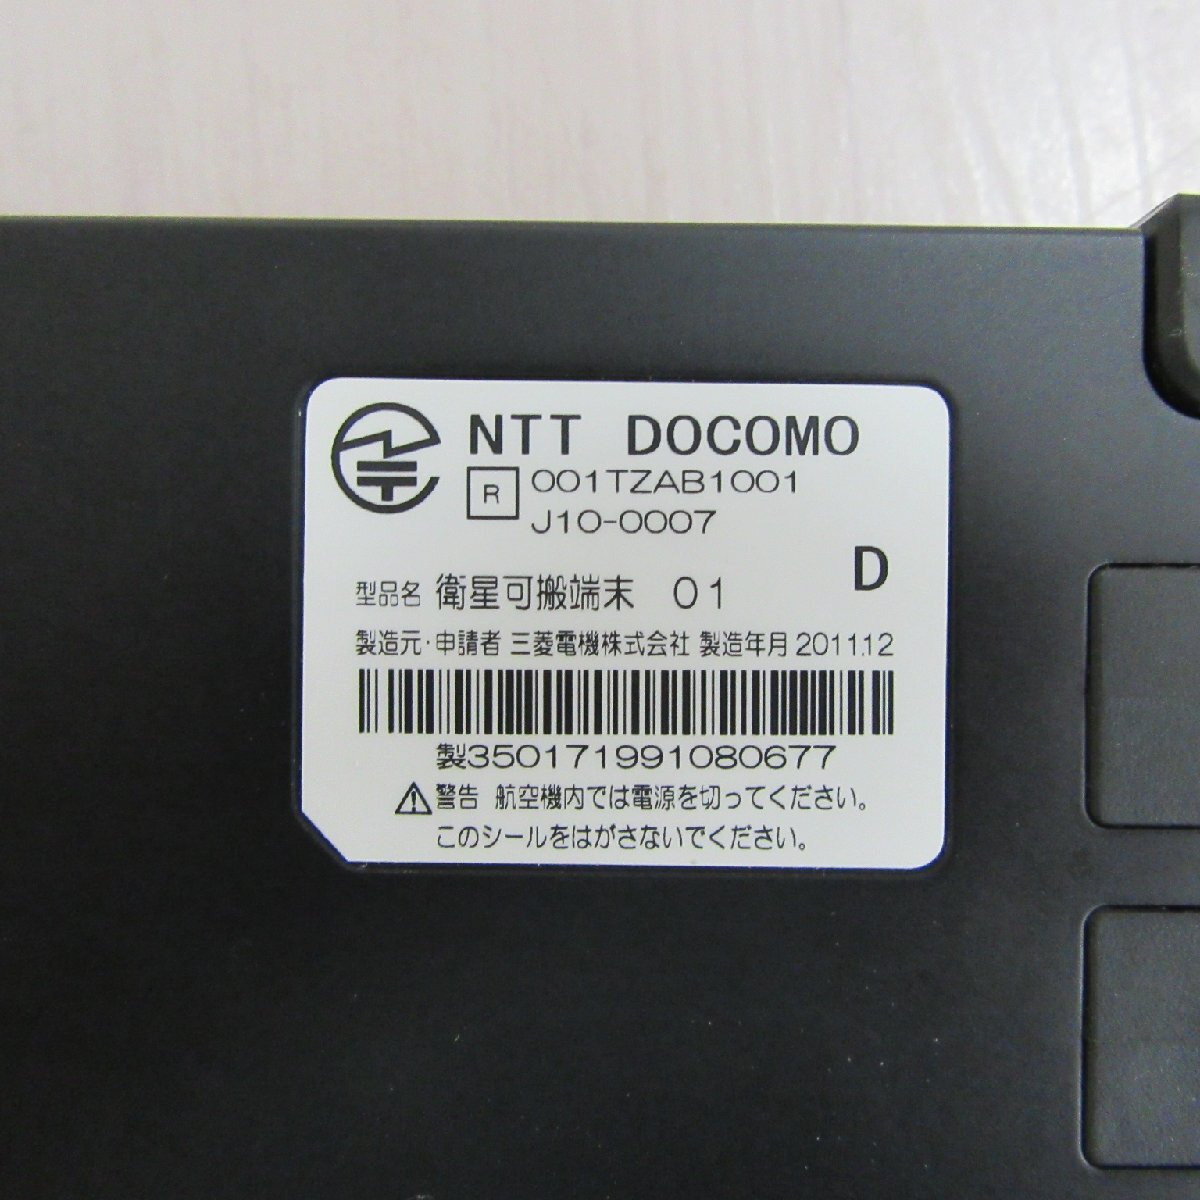 NTT DOCOMO
R 001TZAB1001
J10-0007
D
型品名 衛星可搬端末 01
製造元・申請者 三菱電機株式会社 製造年月 2011.12
製350171991080677
⚠警告 航空機内では電源を切ってください。
このシールをはがさないでください。